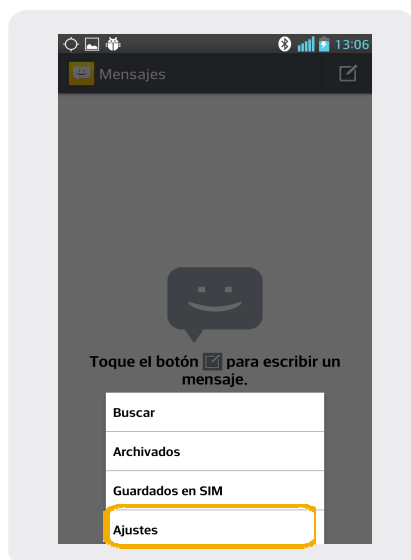 13:06
Mensajes
Toque el botón para escribir un
mensaje.
Buscar
Archivados
Guardados en SIM
Ajustes